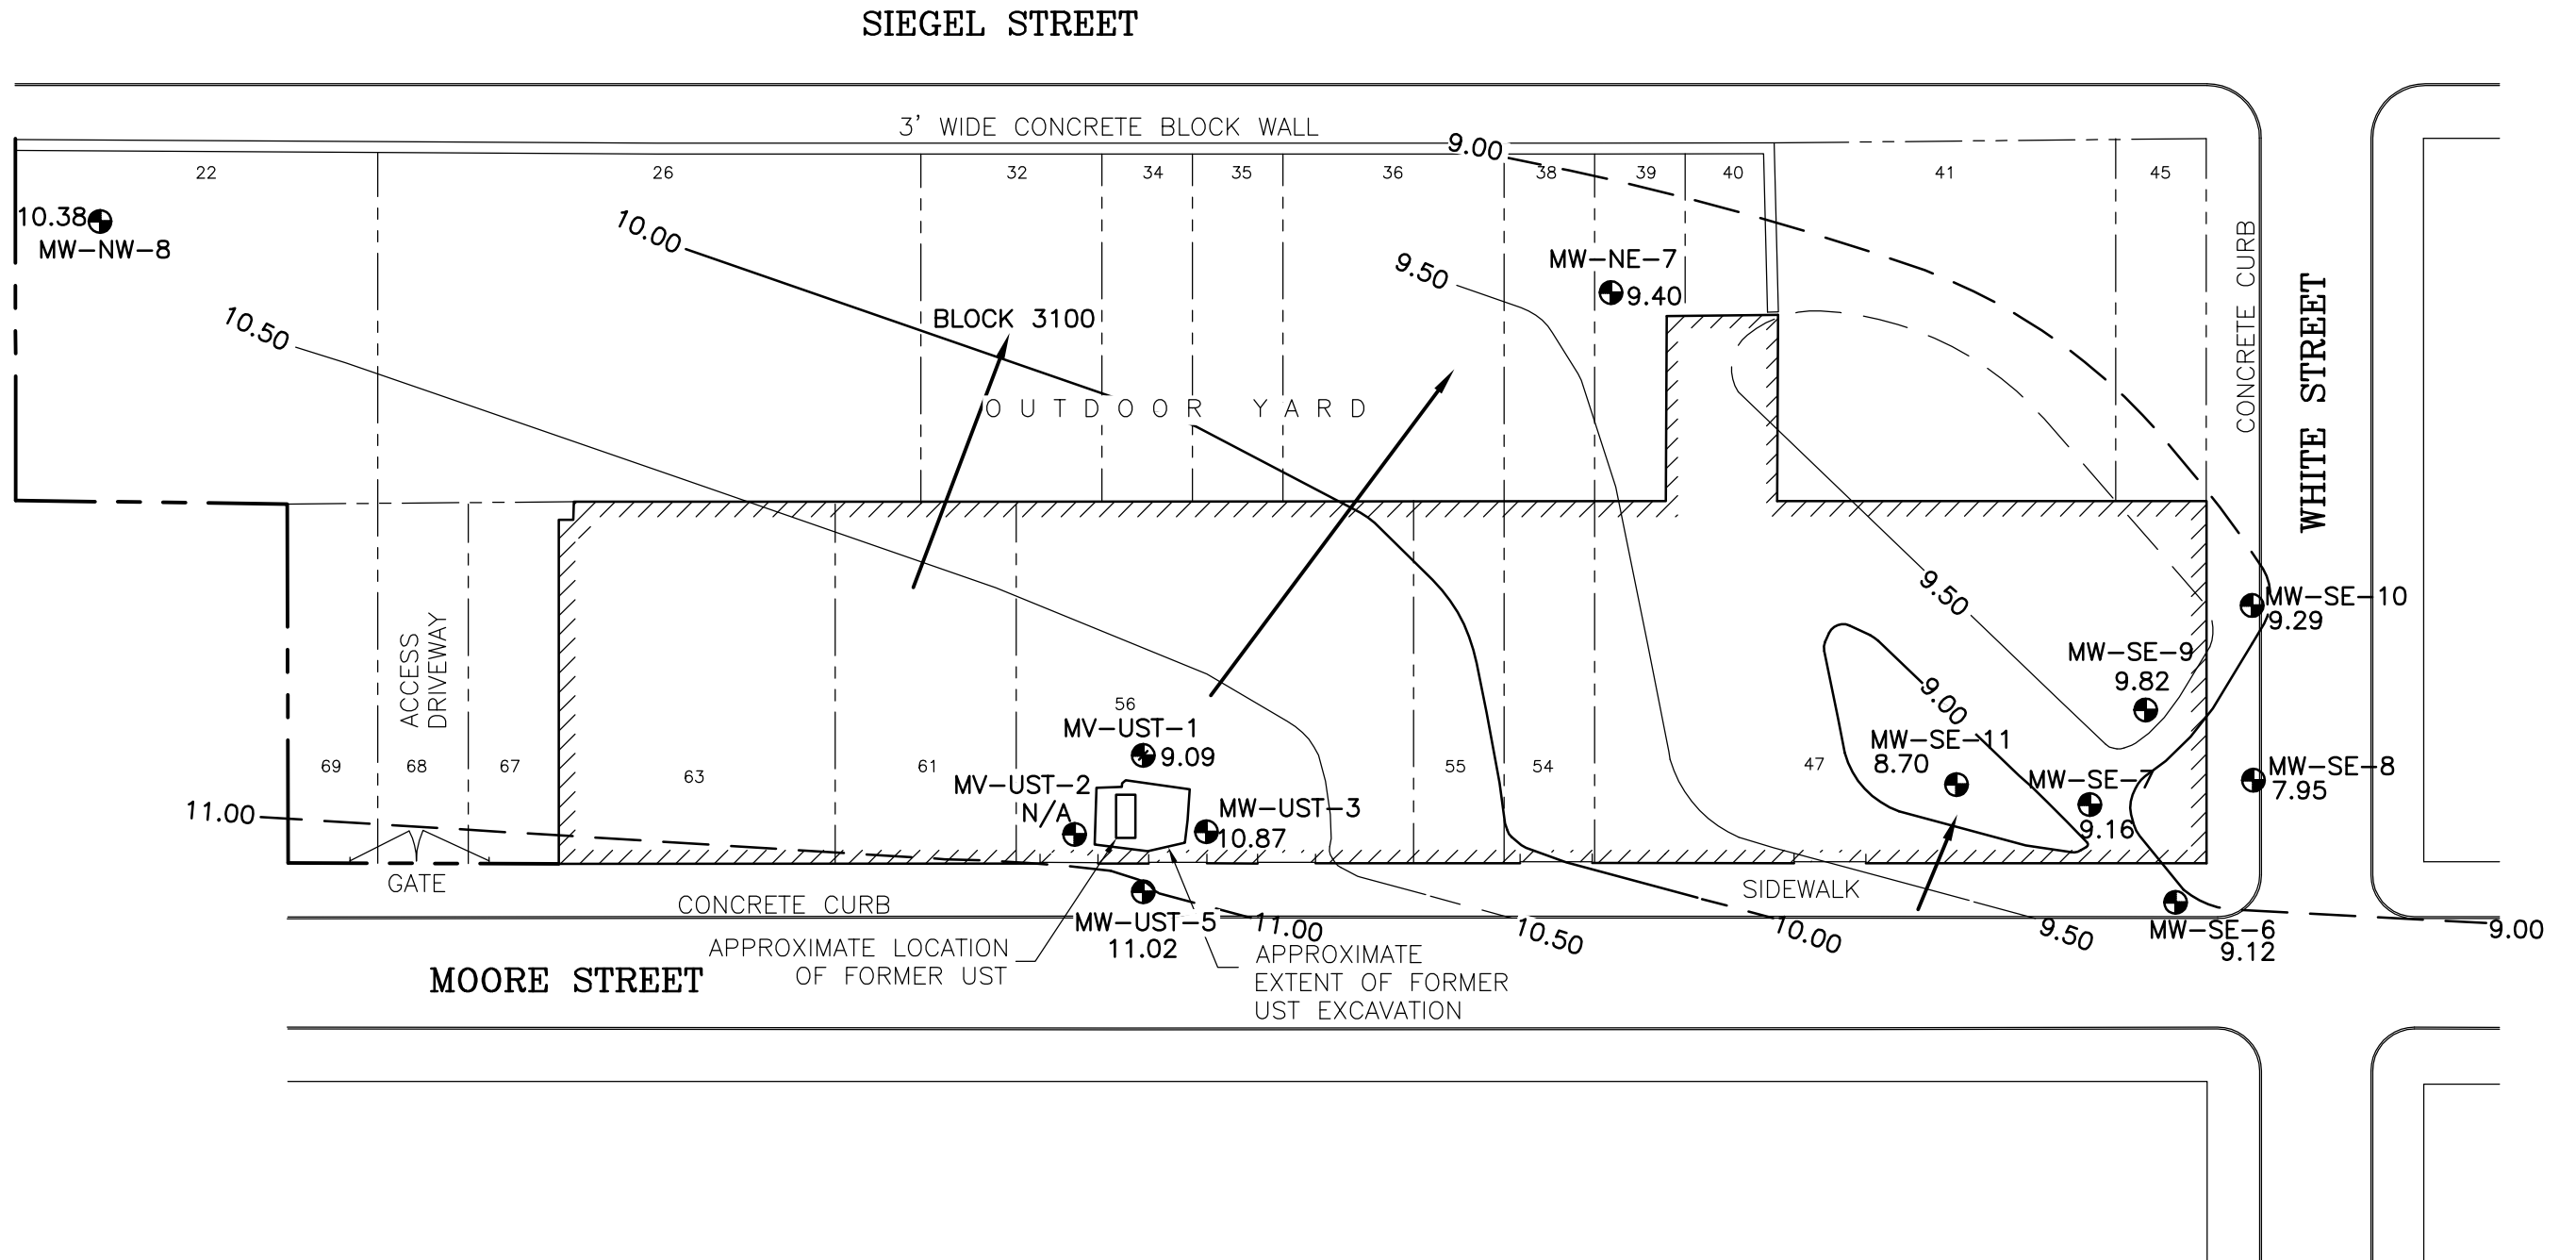 SIEGEL STREET
3' WIDE CONCRETE BLOCK WALL
9.00
22
26
32
34
35
36
38
39
40
41
45
10.38
MW-NW-8
10.00
9.50
MW-NE-7
9.40
CONCRETE CURB
WHITE STREET
10.50
BLOCK 3100
OUTDOOR YARD
9.50
MW-SE-10
9.29
ACCESS
DRIVEWAY
MW-SE-9
9.82
56
9.00
MV-UST-1
9.09
MW-SE-11
8.70
69
68
67
63
61
55
54
47
MW-SE-7
9.16
MW-SE-8
7.95
MV-UST-2
N/A
MW-UST-3
10.87
11.00
GATE
SIDEWALK
CONCRETE CURB
MW-UST-5
11.02
11.00
10.50
10.00
9.50
MW-SE-6
9.12
9.00
APPROXIMATE LOCATION
OF FORMER UST
APPROXIMATE
EXTENT OF FORMER
UST EXCAVATION
MOORE STREET